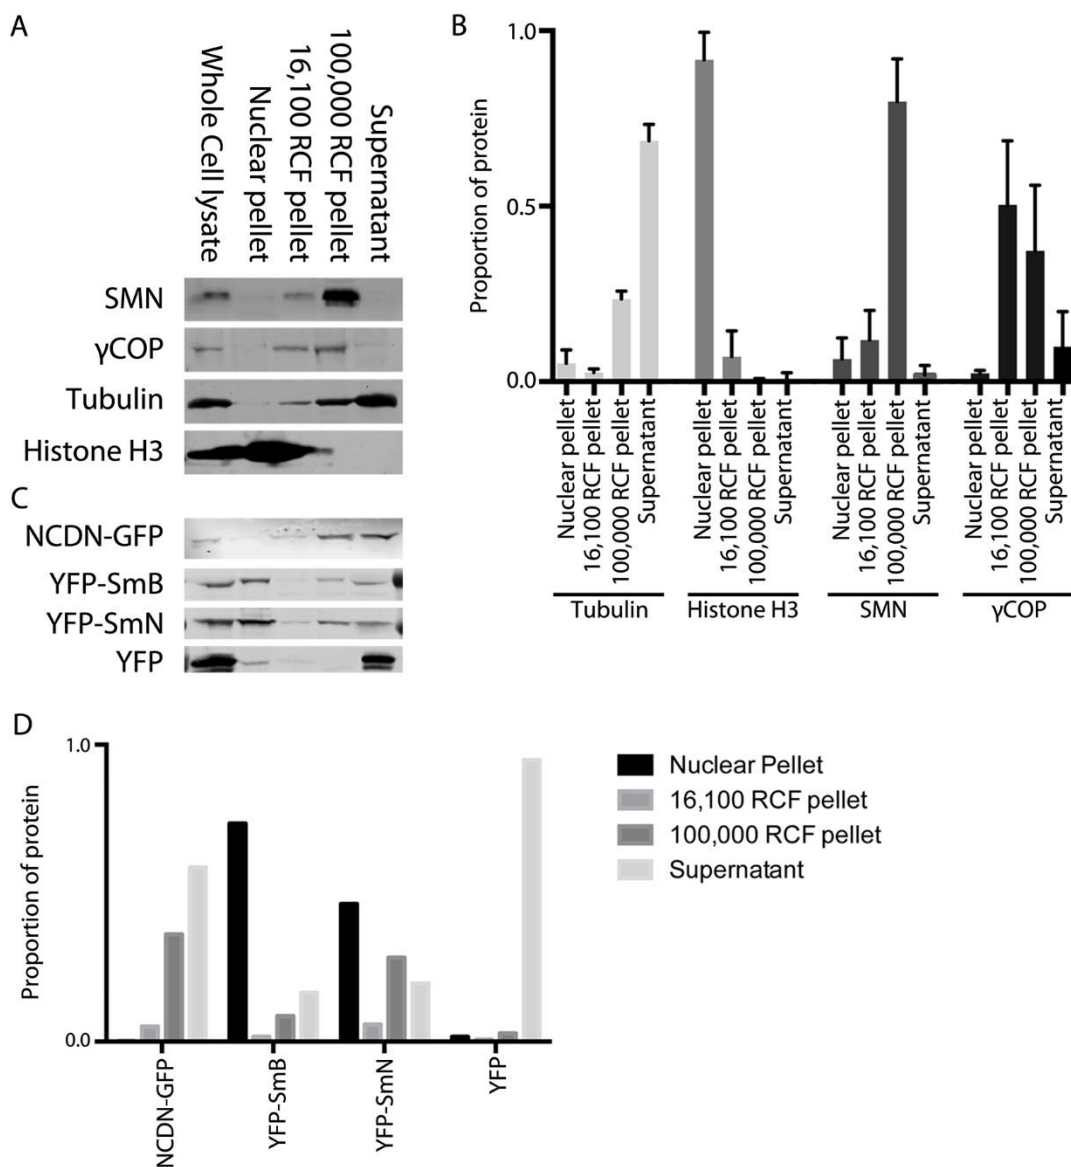 A
Whole Cell lysate
Nuclear pellet
16,100 RCF pellet
100,000 RCF pellet
Supernatant
SMN
γCOP
Tubulin
Histone H3
B
Proportion of protein
1.0
0.5
0.0
Nuclear pellet
16,100 RCF pellet
100,000 RCF pellet
Supernatant
Nuclear pellet
16,100 RCF pellet
100,000 RCF pellet
Supernatant
Nuclear pellet
16,100 RCF pellet
100,000 RCF pellet
Supernatant
Nuclear pellet
16,100 RCF pellet
100,000 RCF pellet
Supernatant
Tubulin
Histone H3
SMN
γCOP
C
NCDN-GFP
YFP-SmB
YFP-SmN
YFP
D
Proportion of protein
1.0
0.0
NCDN-GFP
YFP-SmB
YFP-SmN
YFP
Nuclear Pellet
16,100 RCF pellet
100,000 RCF pellet
Supernatant